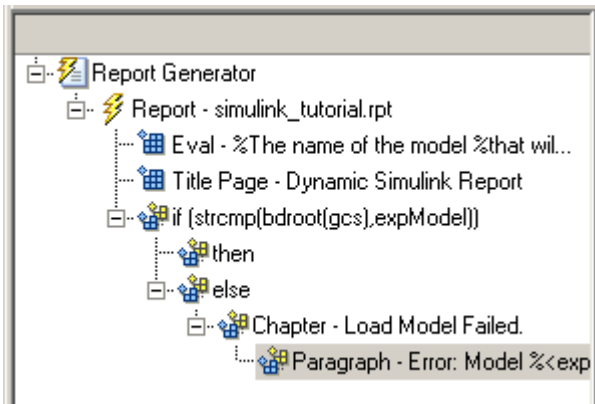 Report Generator
Report - simulink_tutorial.rpt
Eval - %The name of the model %that wil...
Title Page - Dynamic Simulink Report
if (strcmp(bdroot(gcs),expModel))
then
else
Chapter - Load Model Failed.
Paragraph - Error: Model %<exp